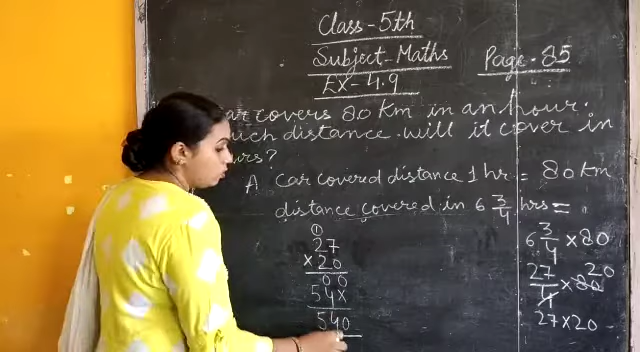 Class-5th
Subject-Maths
Page-85
EX-4.9
car covers 80 Km in an hour.
distance will it cover in
?
A car covered distance 1 hr = 80 Km
distance covered in 6 3/4 hrs =
1
27
× 20
00
54×
540
6 3/4 × 80
20
27/4 × 80
27×20